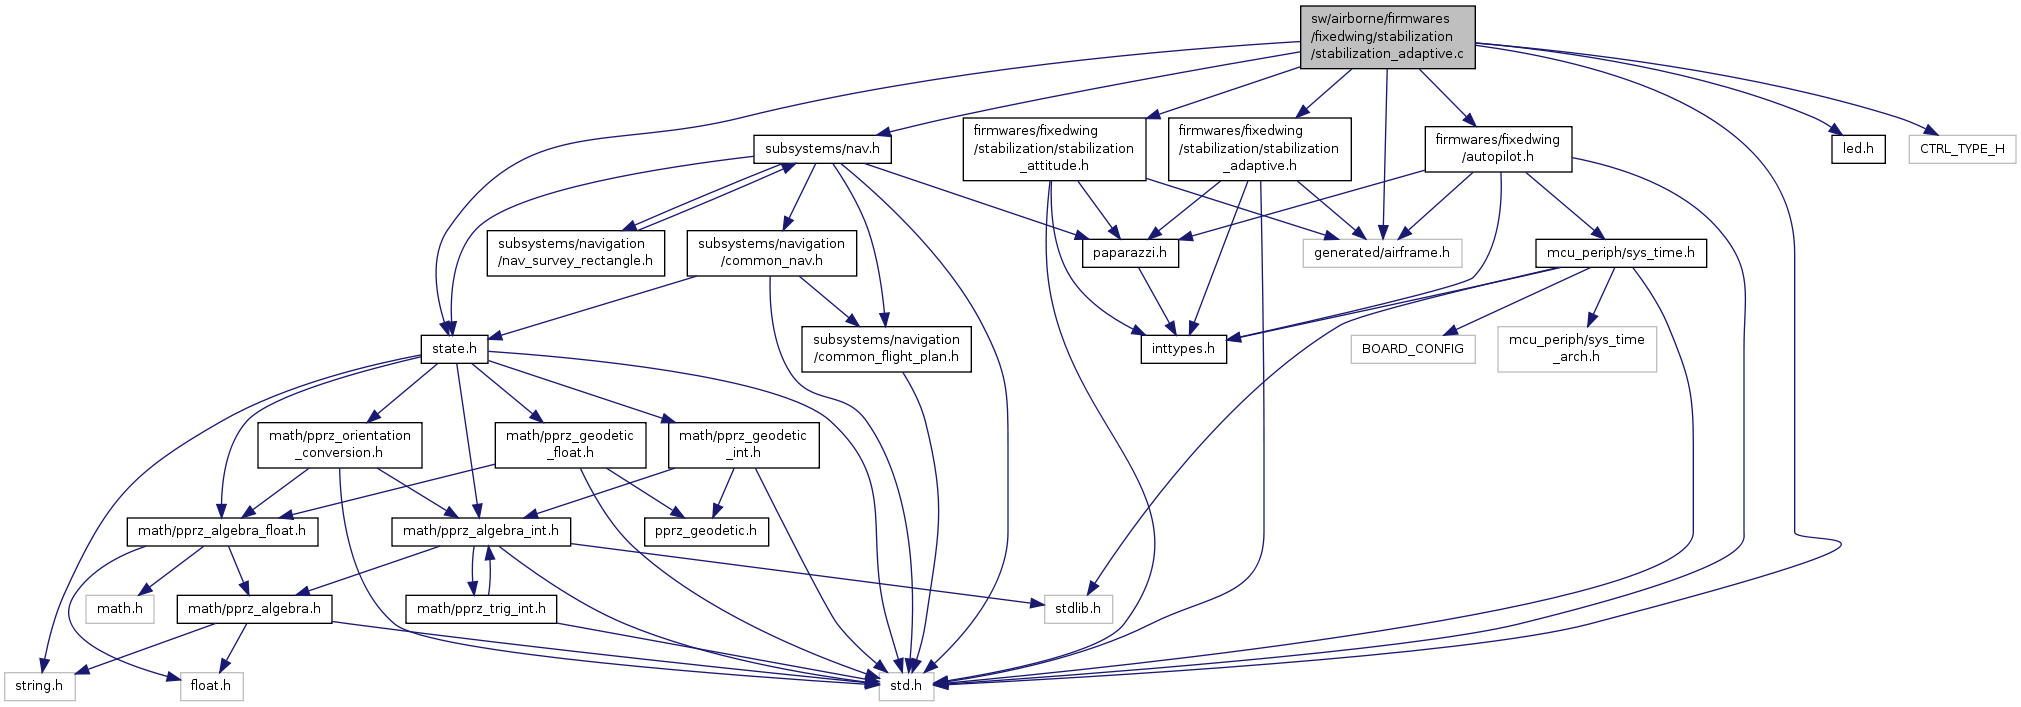 sw/airborne/firmwares
/fixedwing/stabilization
/stabilization_adaptive.c
firmwares/fixedwing
/stabilization/stabilization
_attitude.h
firmwares/fixedwing
/stabilization/stabilization
_adaptive.h
firmwares/fixedwing
/autopilot.h
subsystems/nav.h
led.h
CTRL_TYPE_H
subsystems/navigation
/nav_survey_rectangle.h
subsystems/navigation
/common_nav.h
paparazzi.h
generated/airframe.h
mcu_periph/sys_time.h
state.h
subsystems/navigation
/common_flight_plan.h
inttypes.h
BOARD_CONFIG
mcu_periph/sys_time
_arch.h
math/pprz_orientation
_conversion.h
math/pprz_geodetic
_float.h
math/pprz_geodetic
_int.h
math/pprz_algebra_float.h
math/pprz_algebra_int.h
pprz_geodetic.h
math.h
math/pprz_algebra.h
math/pprz_trig_int.h
stdlib.h
string.h
float.h
std.h